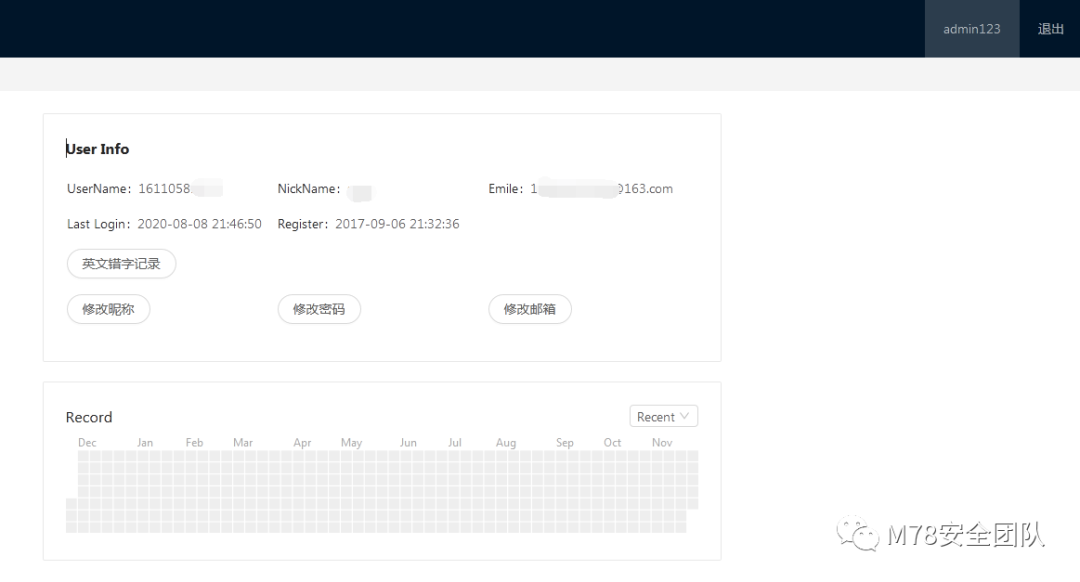 admin123 退出
User Info
UserName: 1611058 NickName: Emile: 1 @163.com
Last Login: 2020-08-08 21:46:50 Register: 2017-09-06 21:32:36
英文错字记录
修改昵称 修改密码 修改邮箱
Record Recent
Dec Jan Feb Mar Apr May Jun Jul Aug Sep Oct Nov
M78安全团队